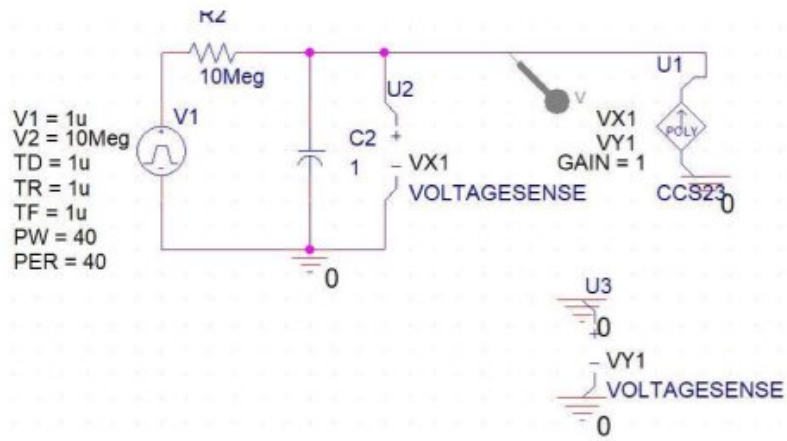 R2
10Meg
V1
V1 = 1u
V2 = 10Meg
TD = 1u
TR = 1u
TF = 1u
PW = 40
PER = 40
C2
1
U2
+
-
VX1
VOLTAGESENSE
0
V
U1
VX1
VY1
GAIN = 1
POLY
CCS23
0
U3
0
+
-
VY1
VOLTAGESENSE
0